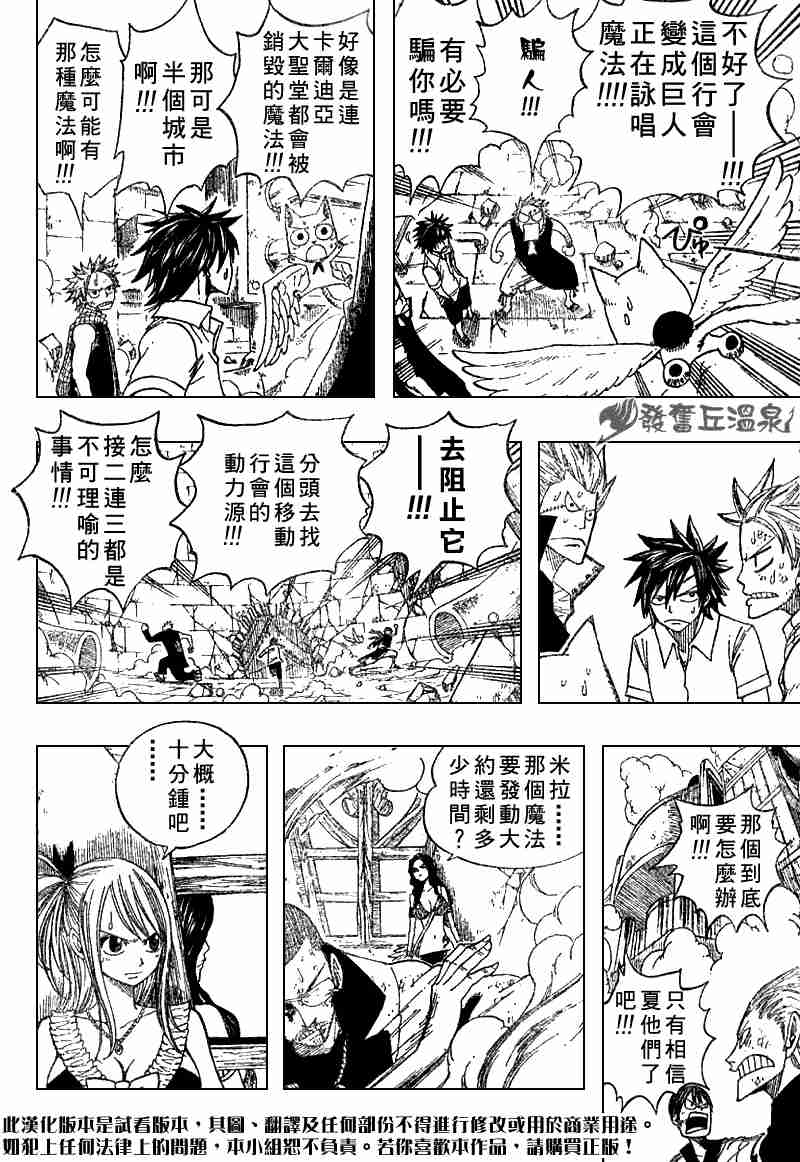 不好了——
這個行會
變成巨人
正在詠唱
魔法!!!!
騙人!!!
有必要
騙你嗎
!!!
ぴゅ
好像是連
卡爾迪亞
大聖堂都會被
銷毀的魔法!!!
那可是
半個城市
啊!!!
怎麼可能有
那種魔法啊!!!
發奮丘溫泉
去阻止它
——!!!
分頭去找
這個移動
行會的
動力源!!!
怎麼
接二連三都是
不可理喻的
事情!!!
那個到底
要怎麼辦
啊!!!
只有相信
夏他們了
吧!!!
米拉……
那個魔法
要發動大
約還剩多
少時間?
大概……
十分鍾吧
……
此漢化版本是試看版本，其圖、翻譯及任何部份不得進行修改或用於商業用途。
如犯上任何法律上的問題，本小組恕不負責。若你喜歡本作品，請購買正版！